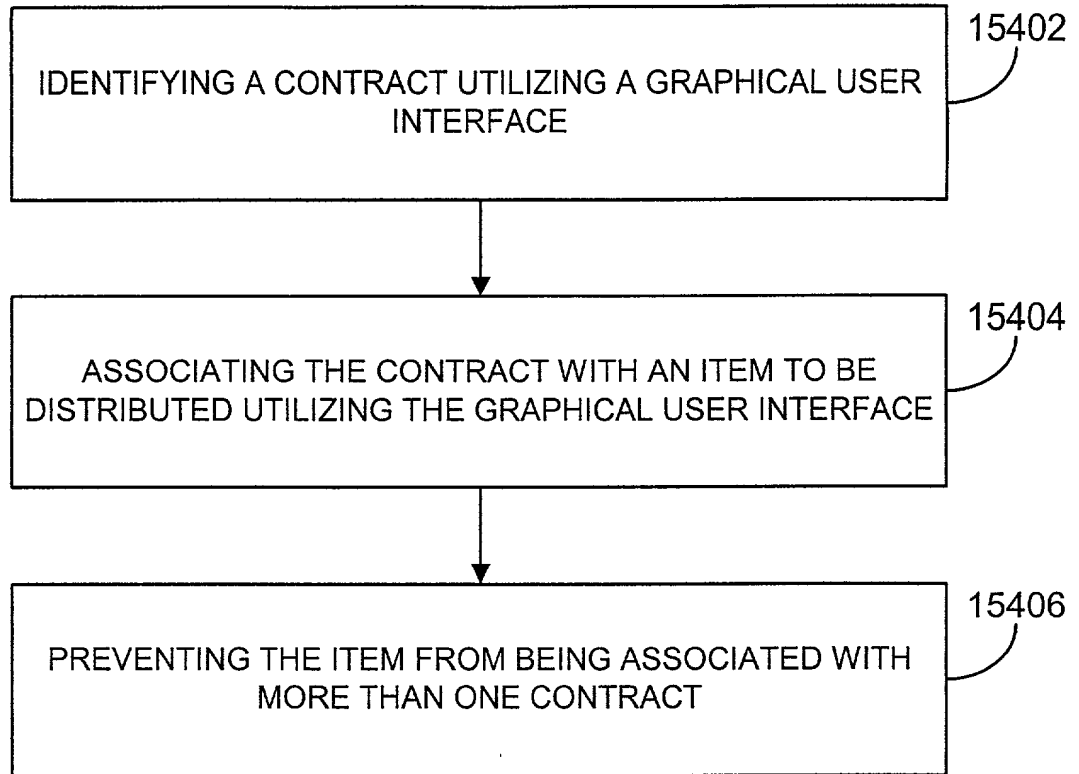 15402
IDENTIFYING A CONTRACT UTILIZING A GRAPHICAL USER
INTERFACE
15404
ASSOCIATING THE CONTRACT WITH AN ITEM TO BE
DISTRIBUTED UTILIZING THE GRAPHICAL USER INTERFACE
15406
PREVENTING THE ITEM FROM BEING ASSOCIATED WITH
MORE THAN ONE CONTRACT